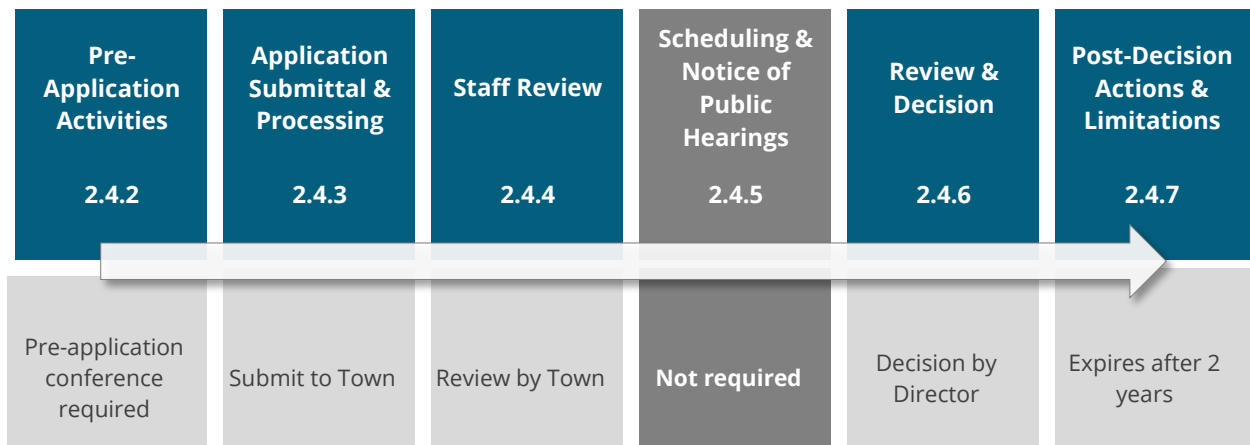 Pre-
Application
Activities
2.4.2
Application
Submittal &
Processing
2.4.3
Staff Review
2.4.4
Scheduling &
Notice of
Public
Hearings
2.4.5
Review &
Decision
2.4.6
Post-Decision
Actions &
Limitations
2.4.7
Pre-application
conference
required
Submit to Town
Review by Town
Not required
Decision by
Director
Expires after 2
years